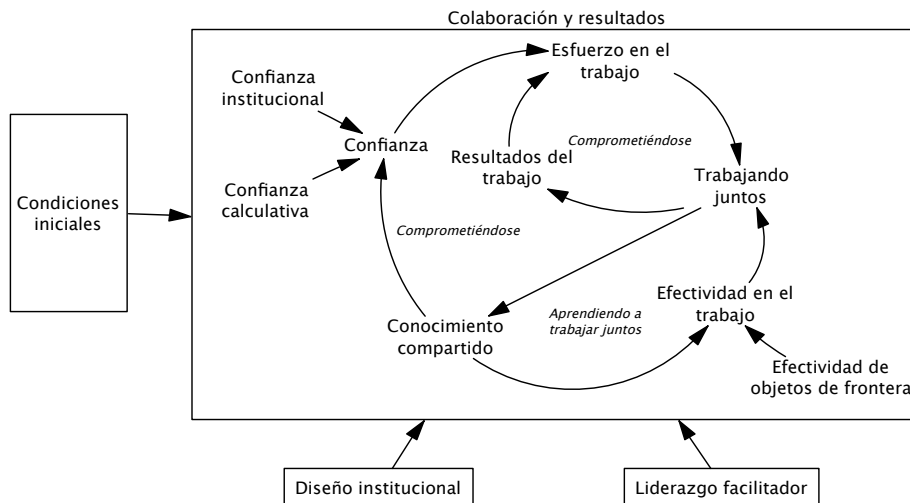 Colaboración y resultados
Esfuerzo en el
trabajo
Confianza
institucional
Confianza
Comprometiéndose
Resultados del
trabajo
Trabajando
juntos
Confianza
calculativa
Condiciones
iniciales
Comprometiéndose
Efectividad en el
trabajo
Aprendiendo a
trabajar juntos
Conocimiento
compartido
Efectividad de
objetos de frontera
Diseño institucional
Liderazgo facilitador